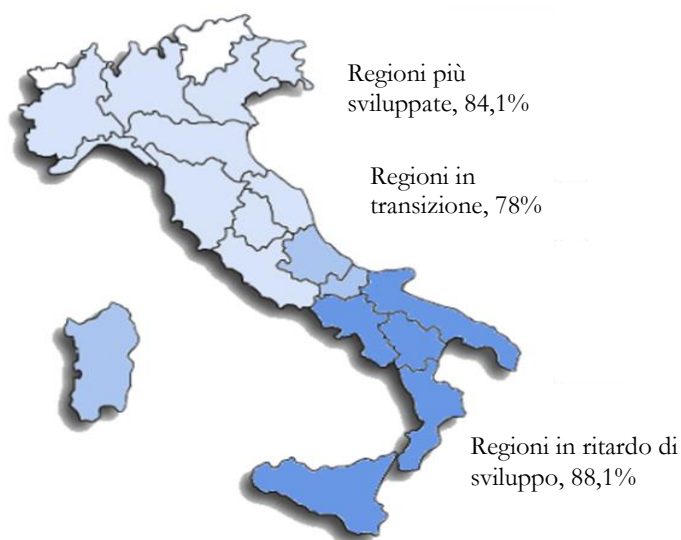 Regioni più
sviluppate, 84,1%
Regioni in
transizione, 78%
Regioni in ritardo di
sviluppo, 88,1%